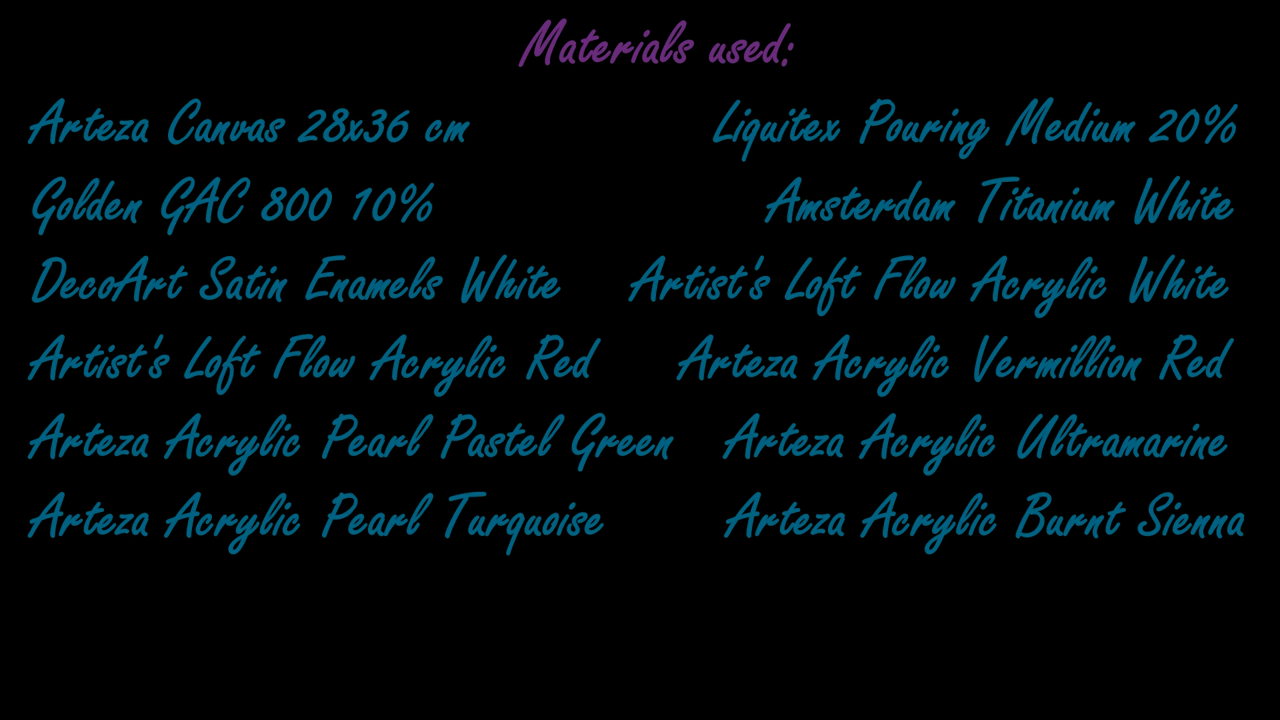 Materials used:
Arteza Canvas 28x36 cm
Liquitex Pouring Medium 20%
Golden GAC 800 10%
Amsterdam Titanium White
DecoArt Satin Enamels White
Artist's Loft Flow Acrylic White
Artist's Loft Flow Acrylic Red
Arteza Acrylic Vermillion Red
Arteza Acrylic Pearl Pastel Green
Arteza Acrylic Ultramarine
Arteza Acrylic Pearl Turquoise
Arteza Acrylic Burnt Sienna